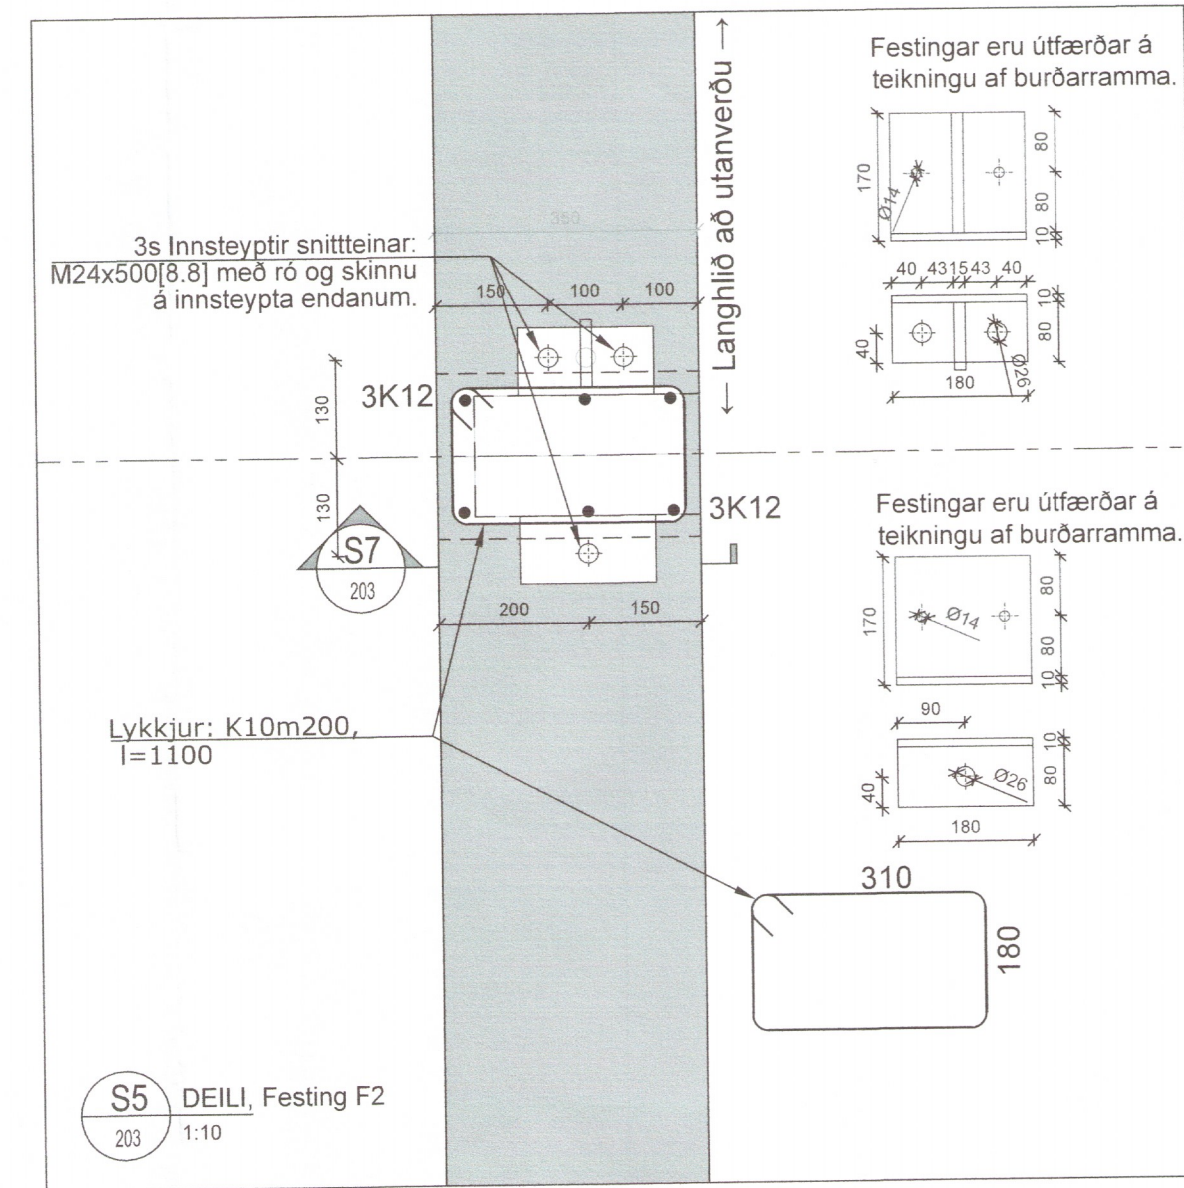 Festingar eru útfærðar á
teikningu af burðarramma.
← Langhlið að utanverðu →
170
Ø14
80
80
10
40 43 15 43 40
40
Ø26
10
80
180
350
3s Innsteyptir snittteinar:
M24x500[8.8] með ró og skinnu
á innsteypta endanum.
150 100 100
130
130
3K12
3K12
S7
203
200 150
Festingar eru útfærðar á
teikningu af burðarramma.
170
Ø14
80
80
10
90
40
Ø26
10
80
180
Lykkjur: K10m200,
l=1100
310
180
S5
203
DEILI, Festing F2
1:10